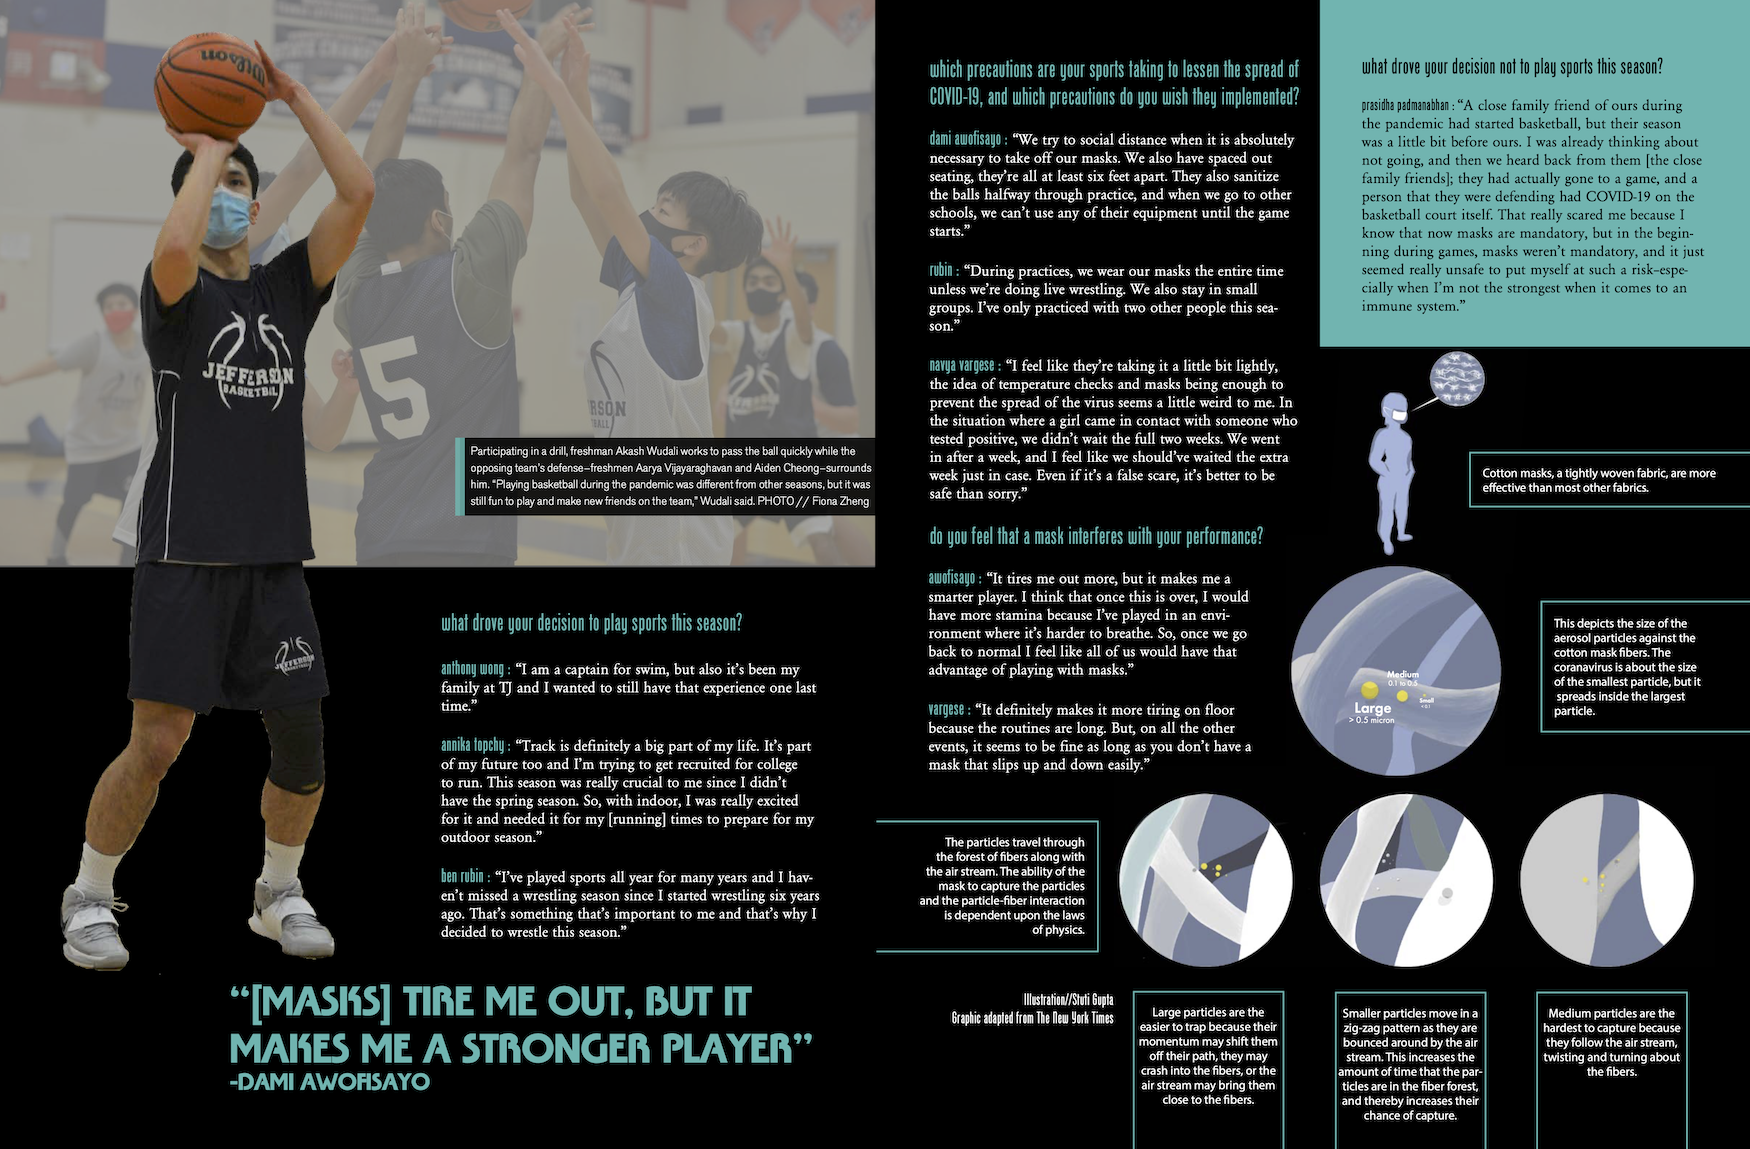 Wilson
JEFFERSON
BASKETBALL
5
RSON
JEFFERSON
BASKETBALL
Participating in a drill, freshman Akash Wudali works to pass the ball quickly while the
opposing team's defense–freshmen Aarya Vijayaraghavan and Aiden Cheong–surrounds
him. "Playing basketball during the pandemic was different from other seasons, but it was
still fun to play and make new friends on the team," Wudali said. PHOTO // Fiona Zheng
what drove your decision to play sports this season?
anthony wong : "I am a captain for swim, but also it's been my
family at TJ and I wanted to still have that experience one last
time."
annika topchy : "Track is definitely a big part of my life. It's part
of my future too and I'm trying to get recruited for college
to run. This season was really crucial to me since I didn't
have the spring season. So, with indoor, I was really excited
for it and needed it for my [running] times to prepare for my
outdoor season."
ben rubin : "I've played sports all year for many years and I hav-
en't missed a wrestling season since I started wrestling six years
ago. That's something that's important to me and that's why I
decided to wrestle this season."
"[MASKS] TIRE ME OUT, BUT IT
MAKES ME A STRONGER PLAYER"
-DAMI AWOFISAYO
which precautions are your sports taking to lessen the spread of
COVID-19, and which precautions do you wish they implemented?
dami awofisayo : "We try to social distance when it is absolutely
necessary to take off our masks. We also have spaced out
seating, they're all at least six feet apart. They also sanitize
the balls halfway through practice, and when we go to other
schools, we can't use any of their equipment until the game
starts."
rubin : "During practices, we wear our masks the entire time
unless we're doing live wrestling. We also stay in small
groups. I've only practiced with two other people this sea-
son."
navya vargese : "I feel like they're taking it a little bit lightly,
the idea of temperature checks and masks being enough to
prevent the spread of the virus seems a little weird to me. In
the situation where a girl came in contact with someone who
tested positive, we didn't wait the full two weeks. We went
in after a week, and I feel like we should've waited the extra
week just in case. Even if it's a false scare, it's better to be
safe than sorry."
do you feel that a mask interferes with your performance?
awofisayo : "It tires me out more, but it makes me a
smarter player. I think that once this is over, I would
have more stamina because I've played in an envi-
ronment where it's harder to breathe. So, once we go
back to normal I feel like all of us would have that
advantage of playing with masks."
vargese : "It definitely makes it more tiring on floor
because the routines are long. But, on all the other
events, it seems to be fine as long as you don't have a
mask that slips up and down easily."
what drove your decision not to play sports this season?
prasidha padmanabhan : "A close family friend of ours during
the pandemic had started basketball, but their season
was a little bit before ours. I was already thinking about
not going, and then we heard back from them [the close
family friends]; they had actually gone to a game, and a
person that they were defending had COVID-19 on the
basketball court itself. That really scared me because I
know that now masks are mandatory, but in the begin-
ning during games, masks weren't mandatory, and it just
seemed really unsafe to put myself at such a risk–espe-
cially when I'm not the strongest when it comes to an
immune system."
Cotton masks, a tightly woven fabric, are more
effective than most other fabrics.
This depicts the size of the
aerosol particles against the
cotton mask fibers. The
coranavirus is about the size
of the smallest particle, but it
spreads inside the largest
particle.
Medium
0.1 to 0.5
Small
< 0.1
Large
> 0.5 micron
The particles travel through
the forest of fibers along with
the air stream. The ability of the
mask to capture the particles
and the particle-fiber interaction
is dependent upon the laws
of physics.
Illustration//Stuti Gupta
Graphic adapted from The New York Times
Large particles are the
easier to trap because their
momentum may shift them
off their path, they may
crash into the fibers, or the
air stream may bring them
close to the fibers.
Smaller particles move in a
zig-zag pattern as they are
bounced around by the air
stream. This increases the
amount of time that the par-
ticles are in the fiber forest,
and thereby increases their
chance of capture.
Medium particles are the
hardest to capture because
they follow the air stream,
twisting and turning about
the fibers.